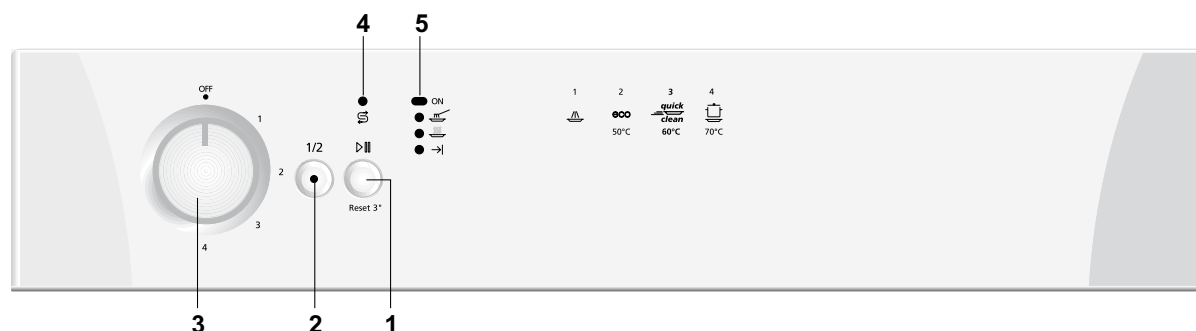 4 5
OFF
ON
1
2
3
4
1/2
Reset 3"
1 2 3 4
eco
quick
clean
50°C 60°C 70°C
3 2 1